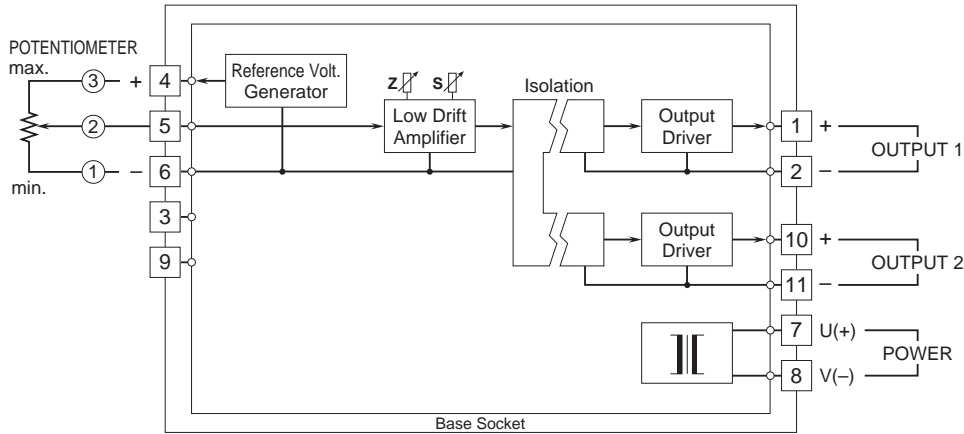 POTENTIOMETER
max.
3
+
4
Reference Volt.
Generator
2
5
1
–
6
min.
3
9
Z
S
Low Drift
Amplifier
Isolation
Output
Driver
1
+
2
–
OUTPUT 1
Output
Driver
10
+
11
–
OUTPUT 2
7
U(+)
8
V(–)
POWER
Base Socket